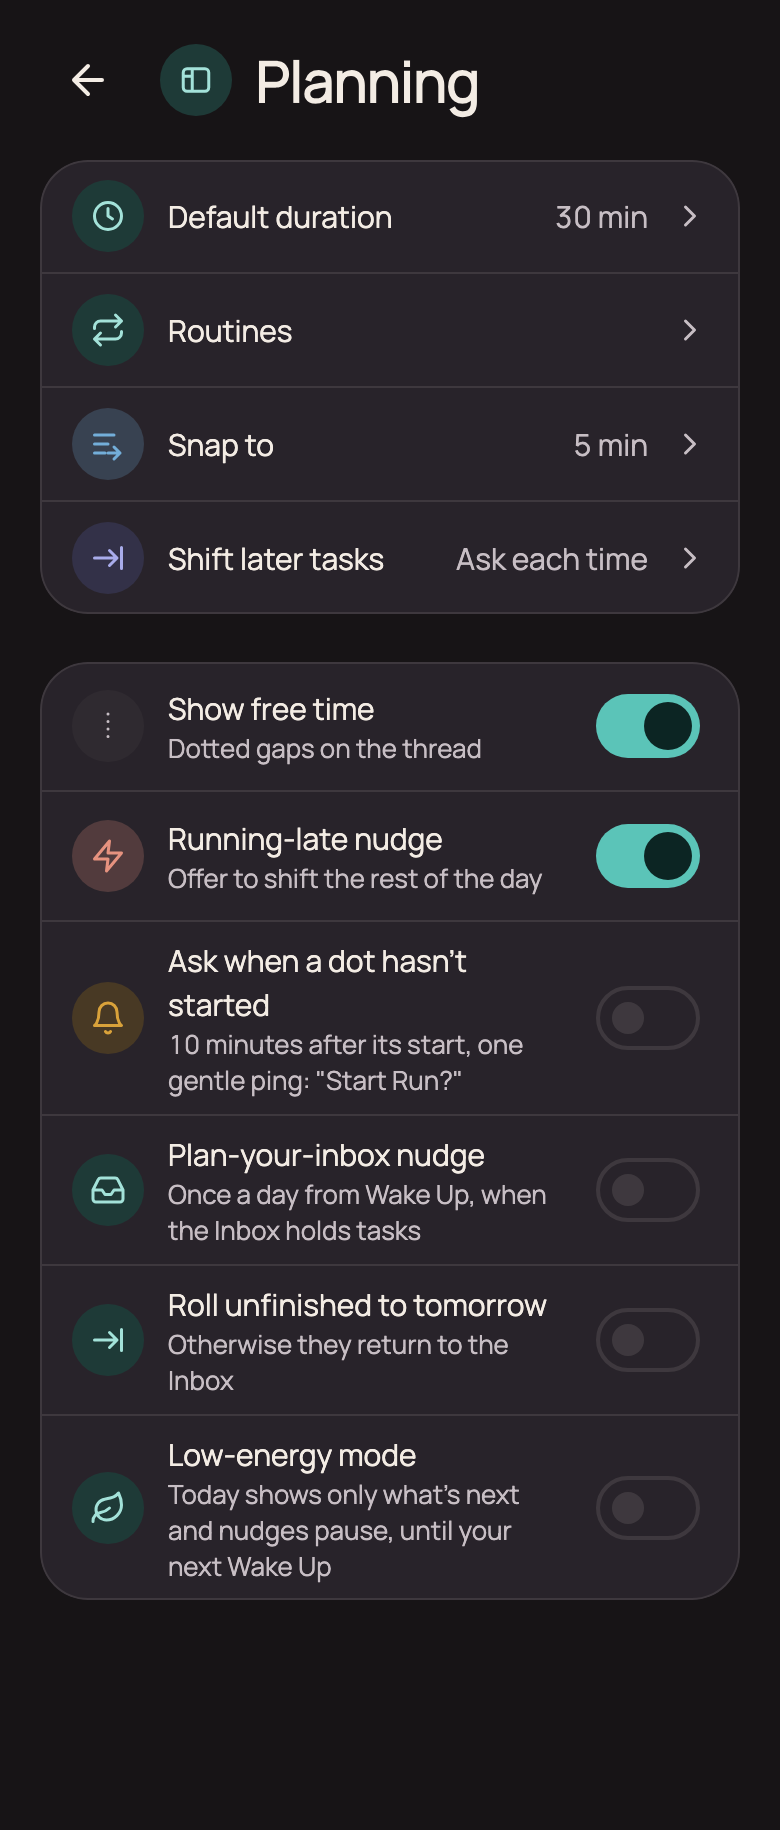 Planning
Default duration 30 min
Routines
Snap to 5 min
Shift later tasks Ask each time
Show free time
Dotted gaps on the thread
Running-late nudge
Offer to shift the rest of the day
Ask when a dot hasn't
started
10 minutes after its start, one
gentle ping: "Start Run?"
Plan-your-inbox nudge
Once a day from Wake Up, when
the Inbox holds tasks
Roll unfinished to tomorrow
Otherwise they return to the
Inbox
Low-energy mode
Today shows only what's next
and nudges pause, until your
next Wake Up